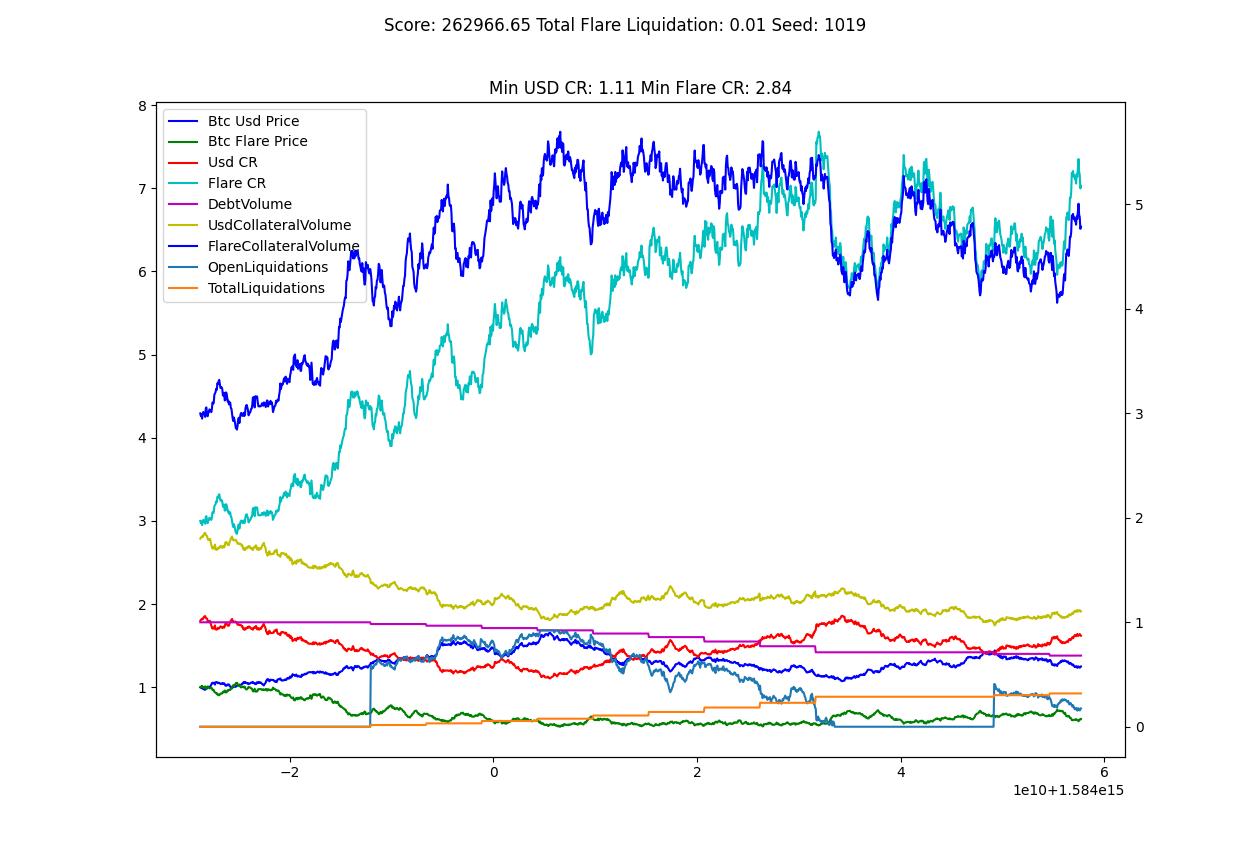 Score: 262966.65 Total Flare Liquidation: 0.01 Seed: 1019
Min USD CR: 1.11 Min Flare CR: 2.84
Btc Usd Price
Btc Flare Price
Usd CR
Flare CR
DebtVolume
UsdCollateralVolume
FlareCollateralVolume
OpenLiquidations
TotalLiquidations
8
7
6
5
4
3
2
1
5
4
3
2
1
0
−2
0
2
4
6
1e10+1.584e15